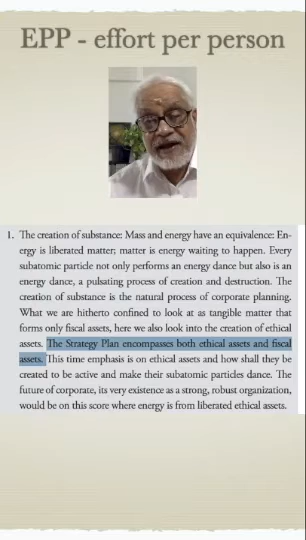 EPP - effort per person
1. The creation of substance: Mass and energy have an equivalence: En-
ergy is liberated matter; matter is energy waiting to happen. Every
subatomic particle not only performs an energy dance but also is an
energy dance, a pulsating process of creation and destruction. The
creation of substance is the natural process of corporate planning.
What we are hitherto confined to look at as tangible matter that
forms only fiscal assets, here we also look into the creation of ethical
assets. The Strategy Plan encompasses both ethical assets and fiscal
assets. This time emphasis is on ethical assets and how shall they be
created to be active and make their subatomic particles dance. The
future of corporate, its very existence as a strong, robust organization,
would be on this score where energy is from liberated ethical assets.